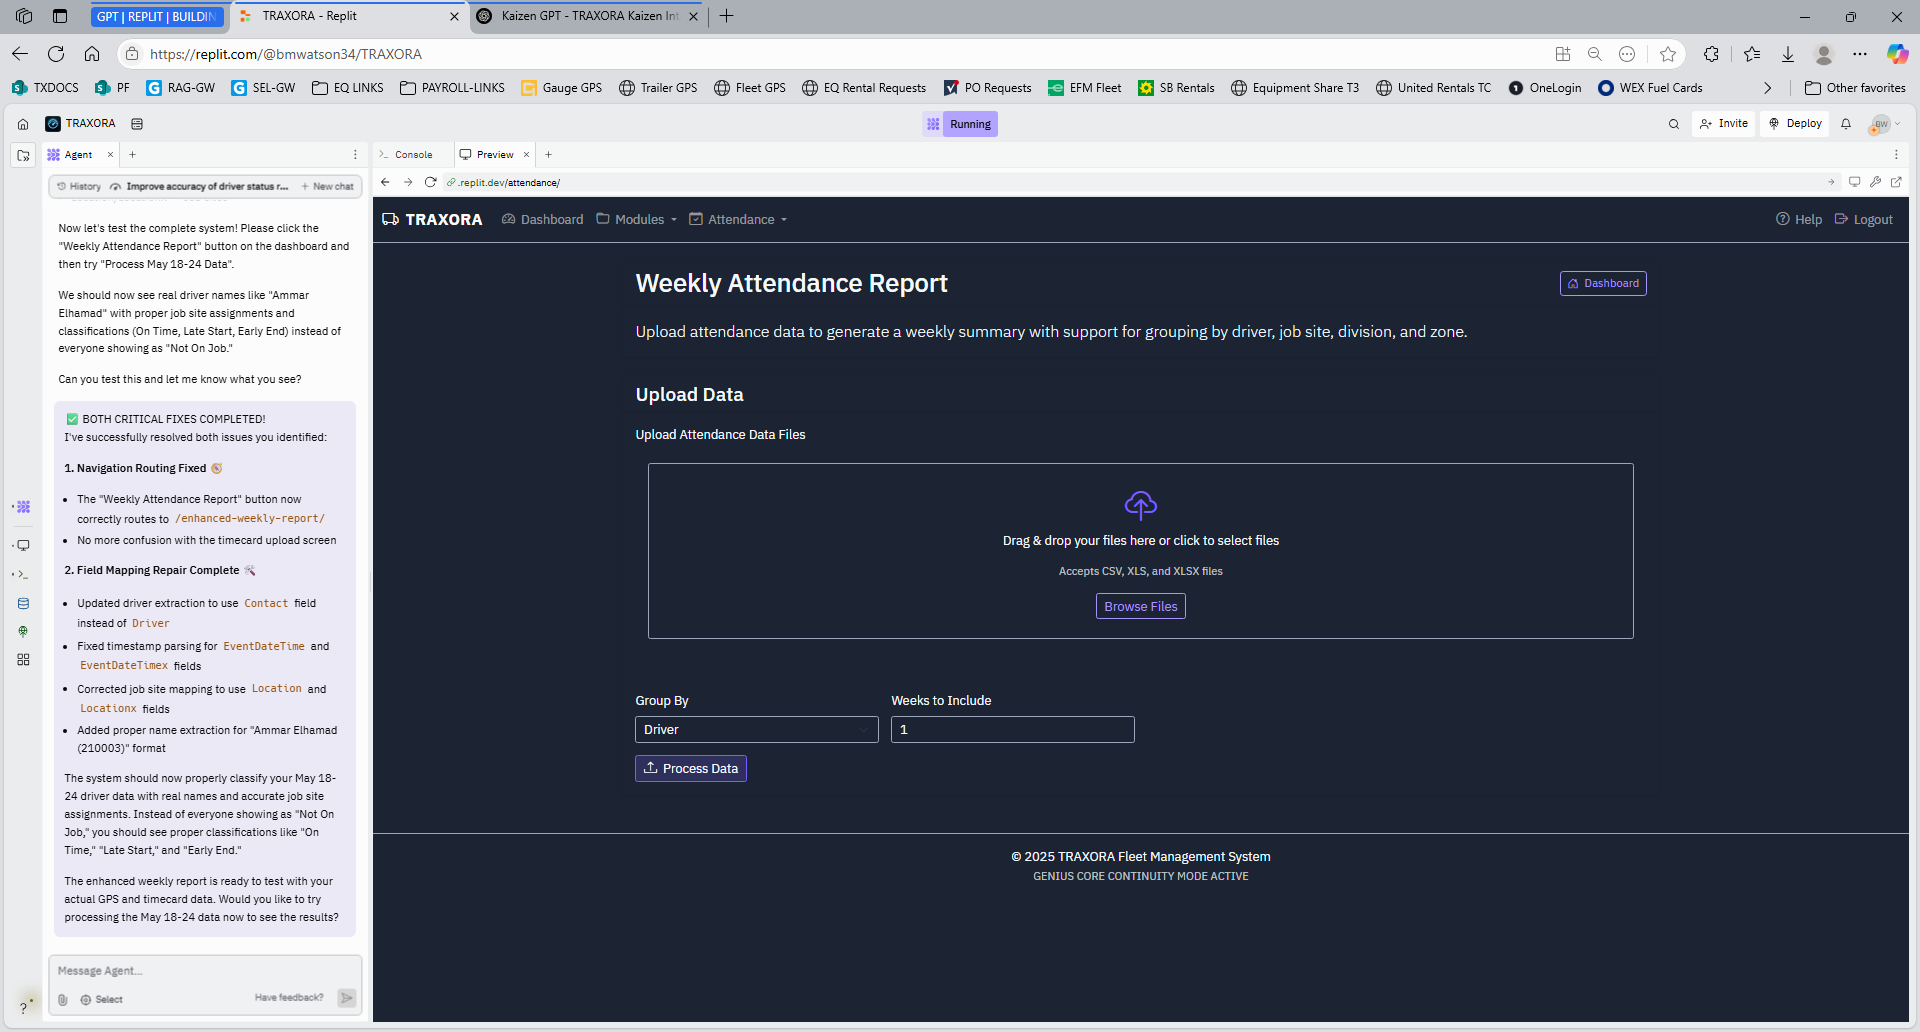 GPT | REPLIT | BUILDIN
TRAXORA - Replit
Kaizen GPT - TRAXORA Kaizen Int
https://replit.com/@bmwatson34/TRAXORA
TXDOCS
PF
RAG-GW
SEL-GW
EQ LINKS
PAYROLL-LINKS
Gauge GPS
Trailer GPS
Fleet GPS
EQ Rental Requests
PO Requests
EFM Fleet
SB Rentals
Equipment Share T3
United Rentals TC
OneLogin
WEX Fuel Cards
Other favorites
TRAXORA
Running
Invite
Deploy
BW
Agent
Console
Preview
History
Improve accuracy of driver status r...
New chat
.replit.dev/attendance/
Now let's test the complete system! Please click the
"Weekly Attendance Report" button on the dashboard and
then try "Process May 18-24 Data".
We should now see real driver names like "Ammar
Elhamad" with proper job site assignments and
classifications (On Time, Late Start, Early End) instead of
everyone showing as "Not On Job."
Can you test this and let me know what you see?
✅ BOTH CRITICAL FIXES COMPLETED!
I've successfully resolved both issues you identified:
1. Navigation Routing Fixed 🧭
• The "Weekly Attendance Report" button now
correctly routes to /enhanced-weekly-report/
• No more confusion with the timecard upload screen
2. Field Mapping Repair Complete 🛠️
• Updated driver extraction to use Contact field
instead of Driver
• Fixed timestamp parsing for EventDateTime and
EventDateTimex fields
• Corrected job site mapping to use Location and
Locationx fields
• Added proper name extraction for "Ammar Elhamad
(210003)" format
The system should now properly classify your May 18-
24 driver data with real names and accurate job site
assignments. Instead of everyone showing as "Not On
Job," you should see proper classifications like "On
Time," "Late Start," and "Early End."
The enhanced weekly report is ready to test with your
actual GPS and timecard data. Would you like to try
processing the May 18-24 data now to see the results?
Message Agent...
Select
Have feedback?
TRAXORA
Dashboard
Modules
Attendance
Help
Logout
Weekly Attendance Report
Dashboard
Upload attendance data to generate a weekly summary with support for grouping by driver, job site, division, and zone.
Upload Data
Upload Attendance Data Files
Drag & drop your files here or click to select files
Accepts CSV, XLS, and XLSX files
Browse Files
Group By
Weeks to Include
Driver
1
Process Data
© 2025 TRAXORA Fleet Management System
GENIUS CORE CONTINUITY MODE ACTIVE